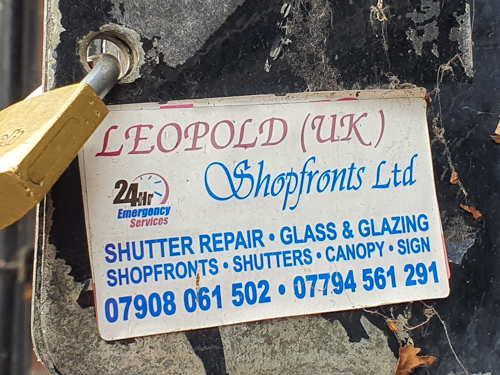 LEOPOLD (UK)
Shopfronts Ltd
24Hr
Emergency
Services
SHUTTER REPAIR • GLASS & GLAZING
SHOPFRONTS • SHUTTERS • CANOPY • SIGN
07908 061 502 • 07794 561 291